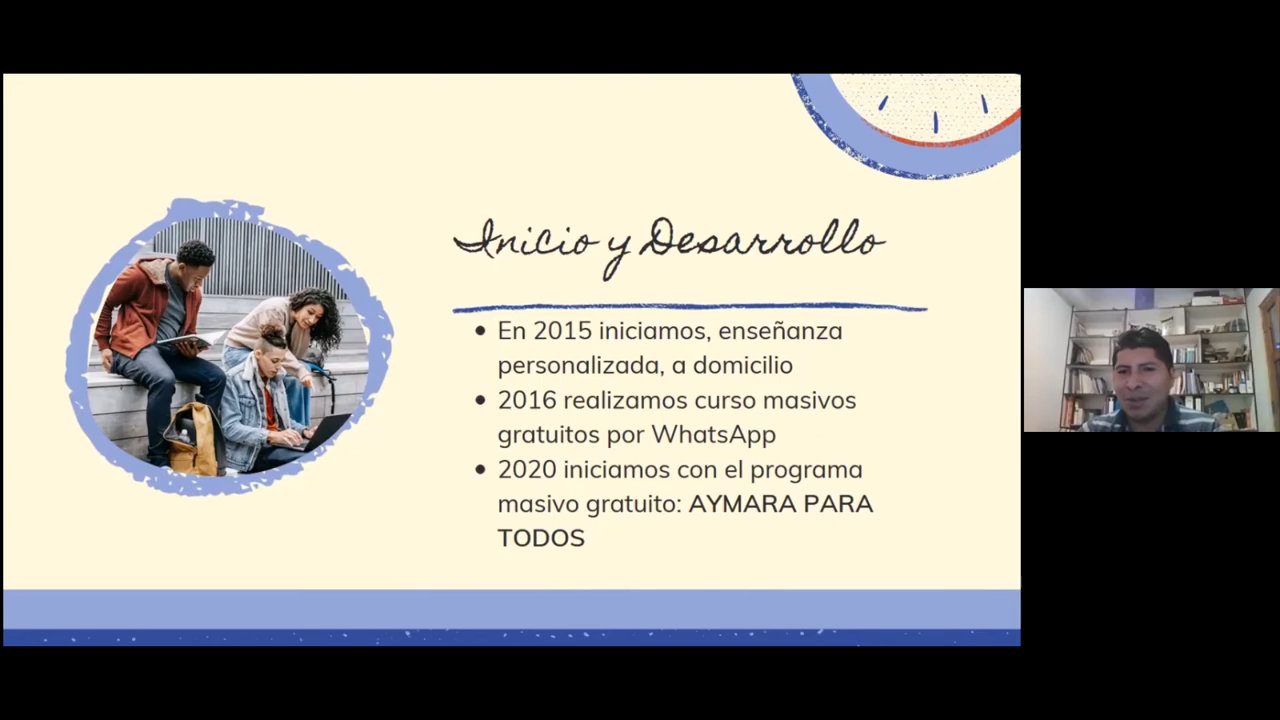 Inicio y Desarrollo
• En 2015 iniciamos, enseñanza
personalizada, a domicilio
• 2016 realizamos curso masivos
gratuitos por WhatsApp
• 2020 iniciamos con el programa
masivo gratuito: AYMARA PARA
TODOS